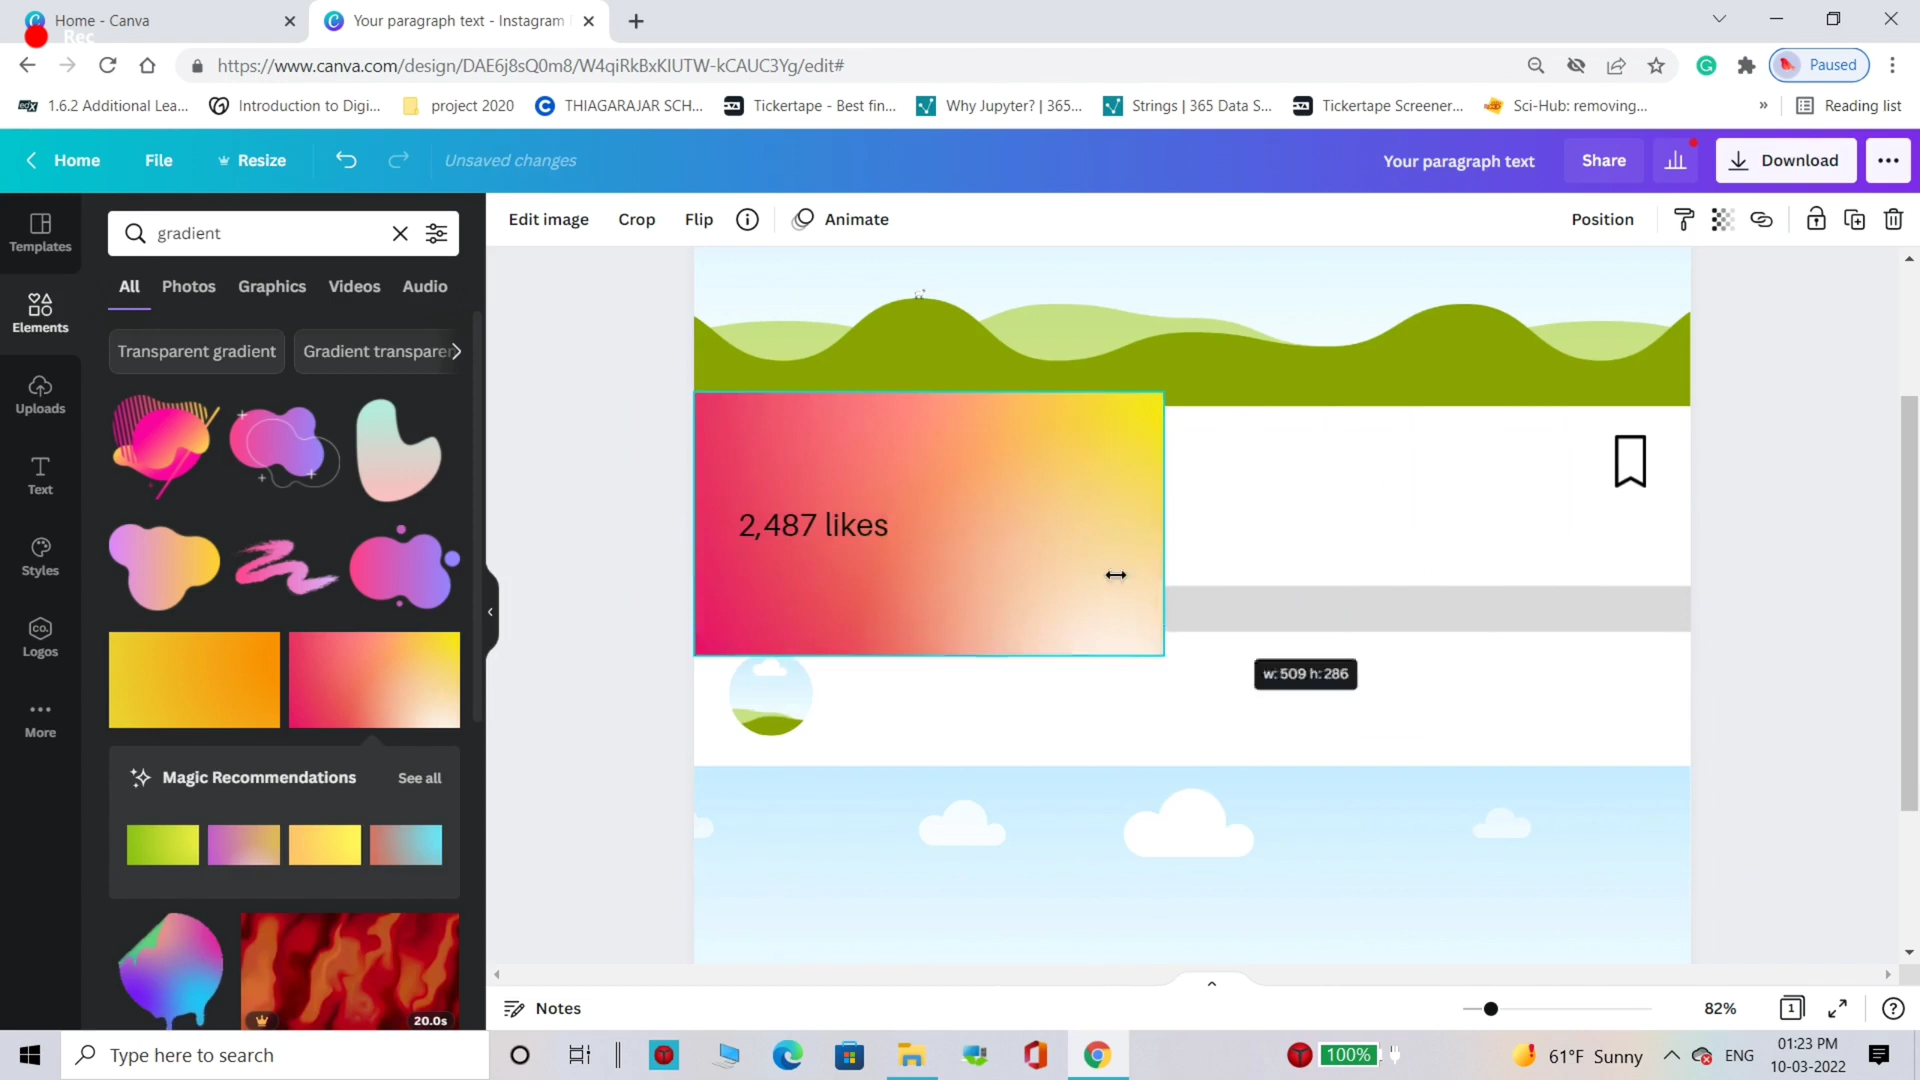 Home - Canva
Your paragraph text - Instagram
Rec
https://www.canva.com/design/DAE6j8sQ0m8/W4qiRkBxKIUTW-kCAUC3Yg/edit#
Paused
1.6.2 Additional Lea...
Introduction to Digi...
project 2020
THIAGARAJAR SCH...
Tickertape - Best fin...
Why Jupyter? | 365...
Strings | 365 Data S...
Tickertape Screener...
Sci-Hub: removing...
»
Reading list
Home
File
Resize
Unsaved changes
Your paragraph text
Share
Download
Templates
Elements
Uploads
Text
Styles
CO.
Logos
More
gradient
All
Photos
Graphics
Videos
Audio
Transparent gradient
Gradient transparen
Magic Recommendations
See all
20.0s
Edit image
Crop
Flip
Animate
Position
2,487 likes
w: 509 h: 286
Notes
82%
1
Type here to search
100%
61°F Sunny
ENG
01:23 PM
10-03-2022